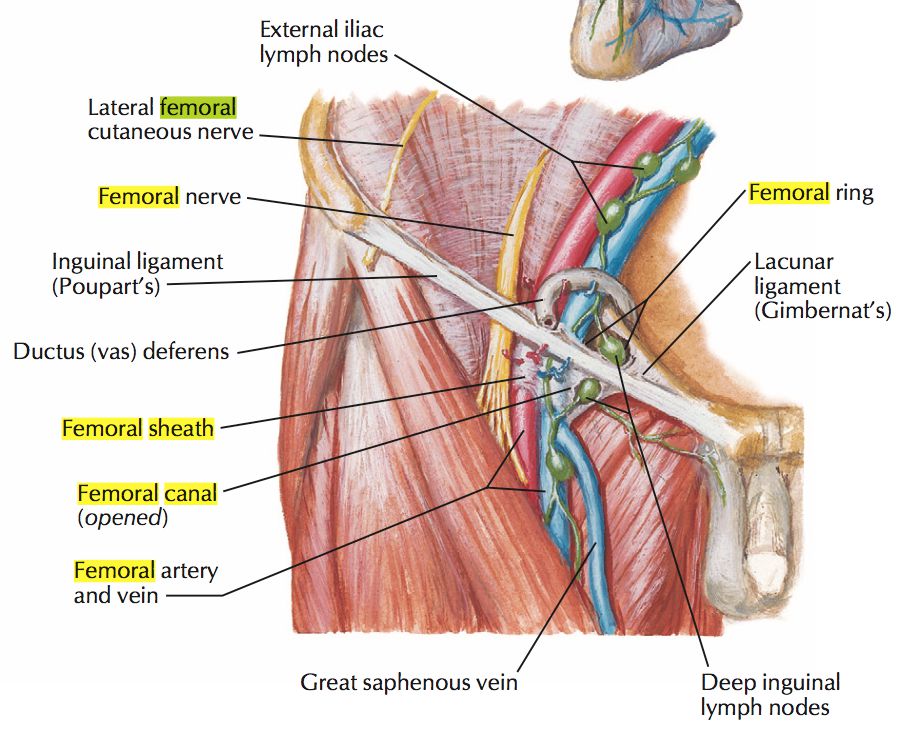 External iliac
lymph nodes
Lateral femoral
cutaneous nerve
Femoral nerve
Femoral ring
Inguinal ligament
(Poupart's)
Lacunar
ligament
(Gimbernat's)
Ductus (vas) deferens
Femoral sheath
Femoral canal
(opened)
Femoral artery
and vein
Great saphenous vein
Deep inguinal
lymph nodes